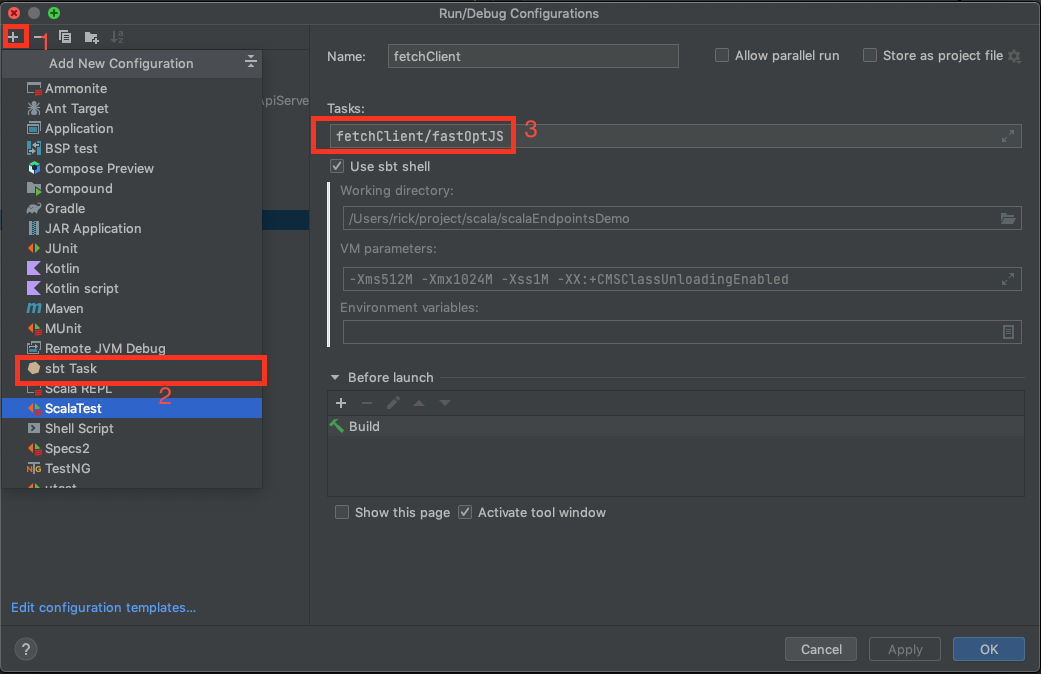 Run/Debug Configurations
1
Add New Configuration
Ammonite
Ant Target
Application
BSP test
Compose Preview
Compound
Gradle
JAR Application
JUnit
Kotlin
Kotlin script
Maven
MUnit
Remote JVM Debug
sbt Task
2
Scala REPL
ScalaTest
Shell Script
Specs2
TestNG
utest
ApiServe
Edit configuration templates...
Name:
fetchClient
Allow parallel run
Store as project file
Tasks:
fetchClient/fastOptJS
3
Use sbt shell
Working directory:
/Users/rick/project/scala/scalaEndpointsDemo
VM parameters:
-Xms512M -Xmx1024M -Xss1M -XX:+CMSClassUnloadingEnabled
Environment variables:
Before launch
Build
Show this page
Activate tool window
?
Cancel
Apply
OK